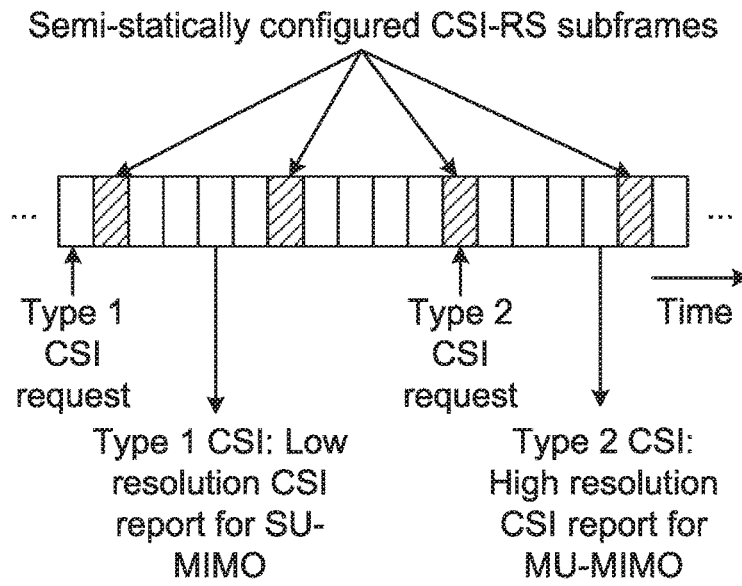 Semi-statically configured CSI-RS subframes
... ...
Type 1
CSI
request
Type 2
CSI
request
Time
Type 1 CSI: Low
resolution CSI
report for SU-
MIMO
Type 2 CSI:
High resolution
CSI report for
MU-MIMO